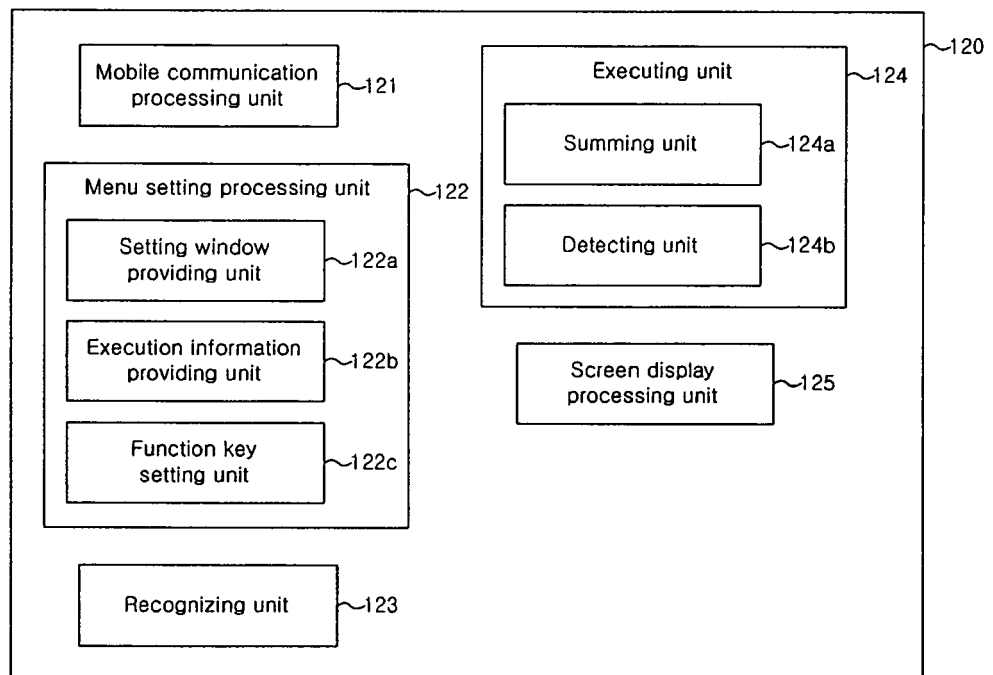 120
Mobile communication
processing unit
121
Menu setting processing unit
122
Setting window
providing unit
122a
Execution information
providing unit
122b
Function key
setting unit
122c
Recognizing unit
123
Executing unit
124
Summing unit
124a
Detecting unit
124b
Screen display
processing unit
125